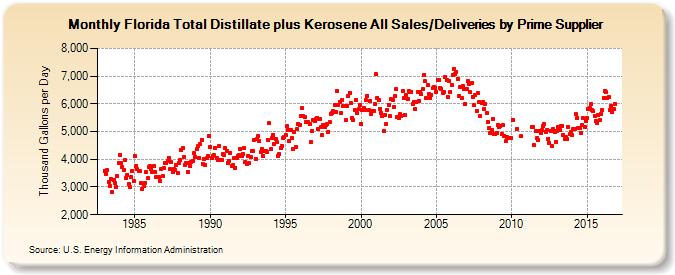 Monthly Florida Total Distillate plus Kerosene All Sales/Deliveries by Prime Supplier
Thousand Gallons per Day
8,000
7,000
6,000
5,000
4,000
3,000
2,000
1985 1990 1995 2000 2005 2010 2015
Source: U.S. Energy Information Administration